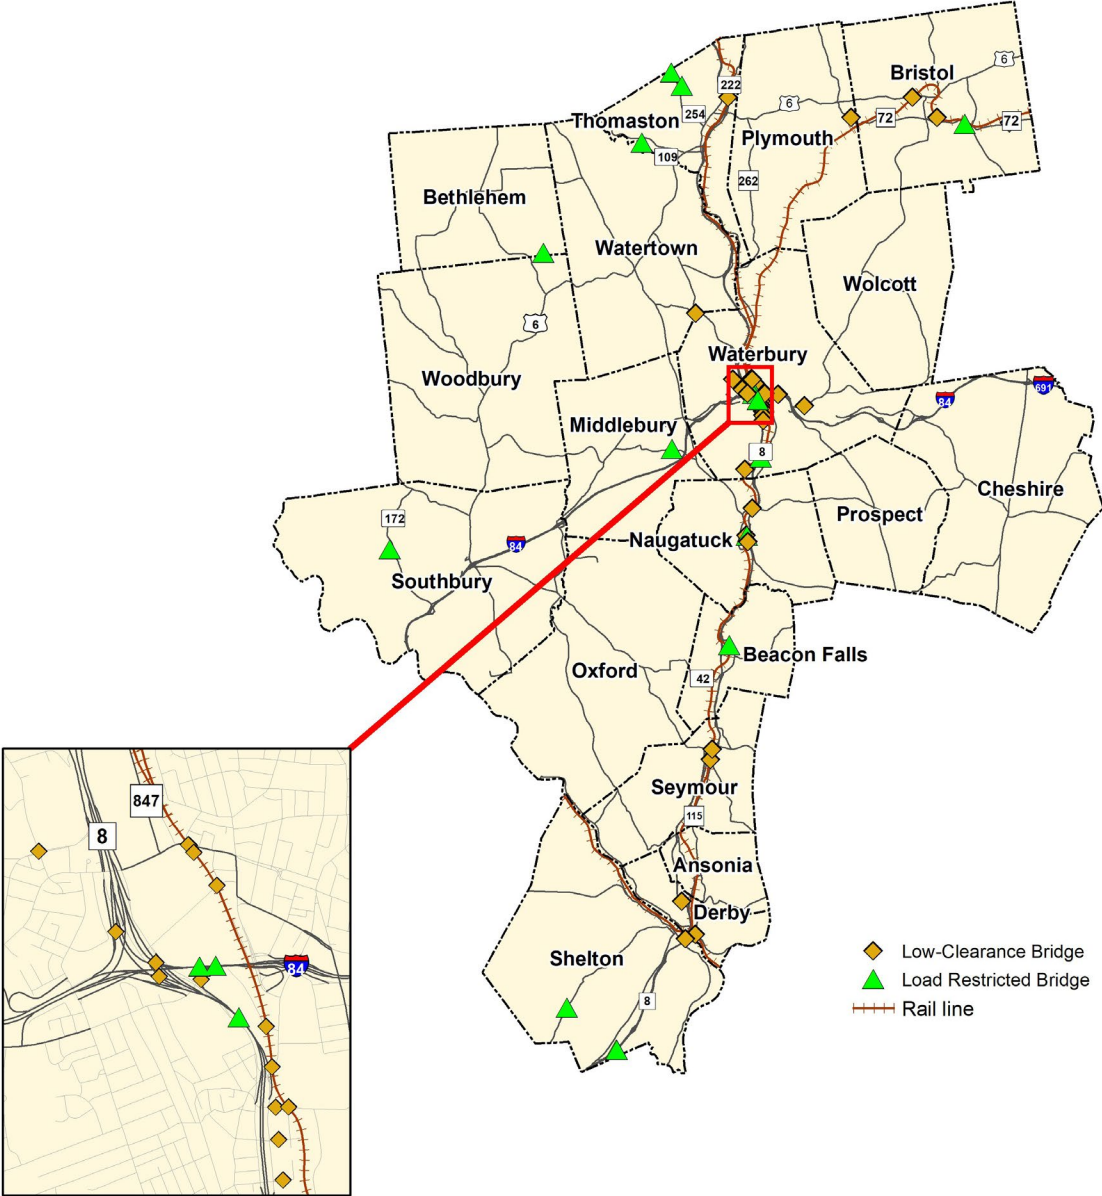 Bristol
6
222
6
254
72
72
Thomaston
Plymouth
109
262
Bethlehem
Watertown
Wolcott
6
Waterbury
Woodbury
691
84
Middlebury
8
Cheshire
Prospect
172
Naugatuck
84
Southbury
Beacon Falls
Oxford
42
Seymour
847
115
8
Ansonia
Derby
Shelton
84
8
Low-Clearance Bridge
Load Restricted Bridge
Rail line